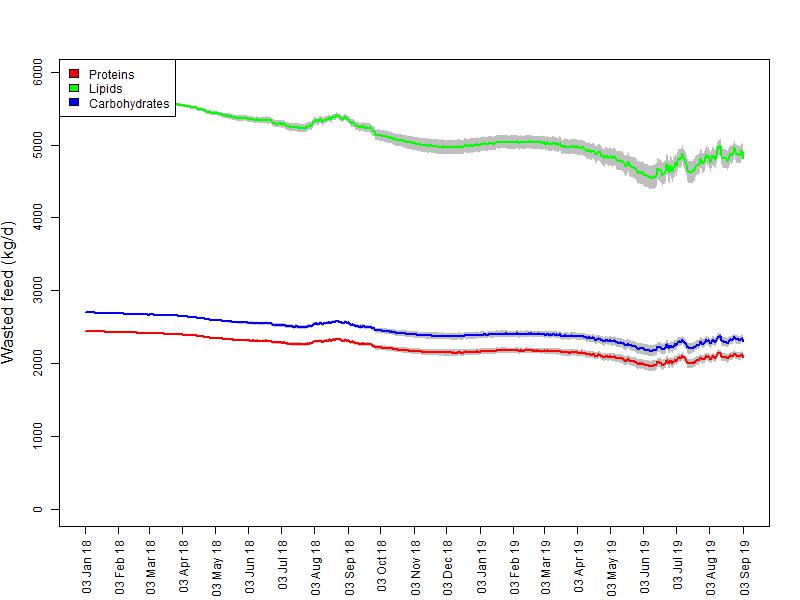 Proteins
Lipids
Carbohydrates
Wasted feed (kg/d)
6000
5000
4000
3000
2000
1000
0
03 Jan 18
03 Feb 18
03 Mar 18
03 Apr 18
03 May 18
03 Jun 18
03 Jul 18
03 Aug 18
03 Sep 18
03 Oct 18
03 Nov 18
03 Dec 18
03 Jan 19
03 Feb 19
03 Mar 19
03 Apr 19
03 May 19
03 Jun 19
03 Jul 19
03 Aug 19
03 Sep 19